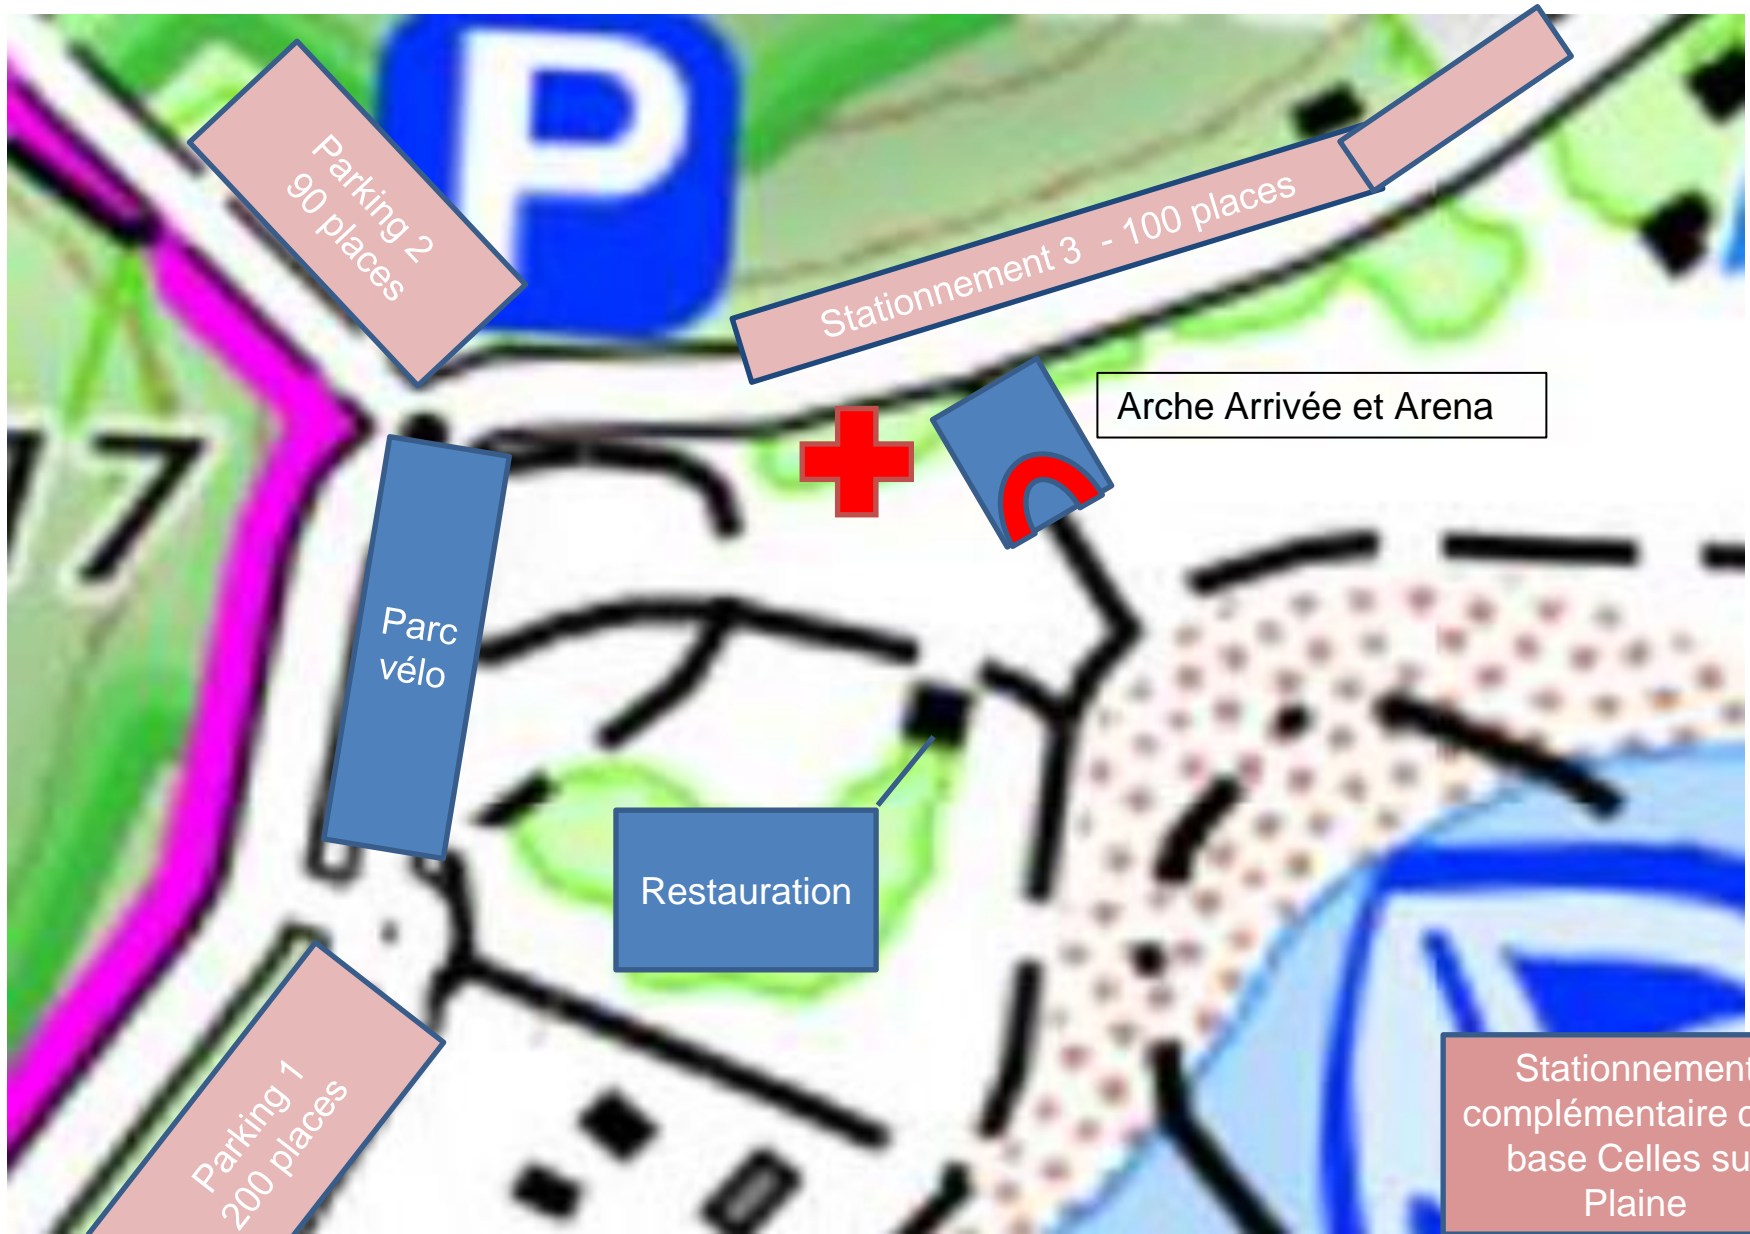 P
Parking 2
90 places
Stationnement 3 - 100 places
Arche Arrivée et Arena
17
Parc
vélo
Restauration
Parking 1
200 places
Stationnement
complémentaire
base Celles su
Plaine